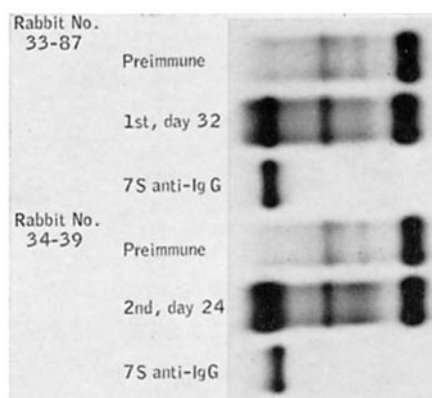 Rabbit No.
33-87
Preimmune
1st, day 32
7S anti-IgG
Rabbit No.
34-39
Preimmune
2nd, day 24
7S anti-IgG